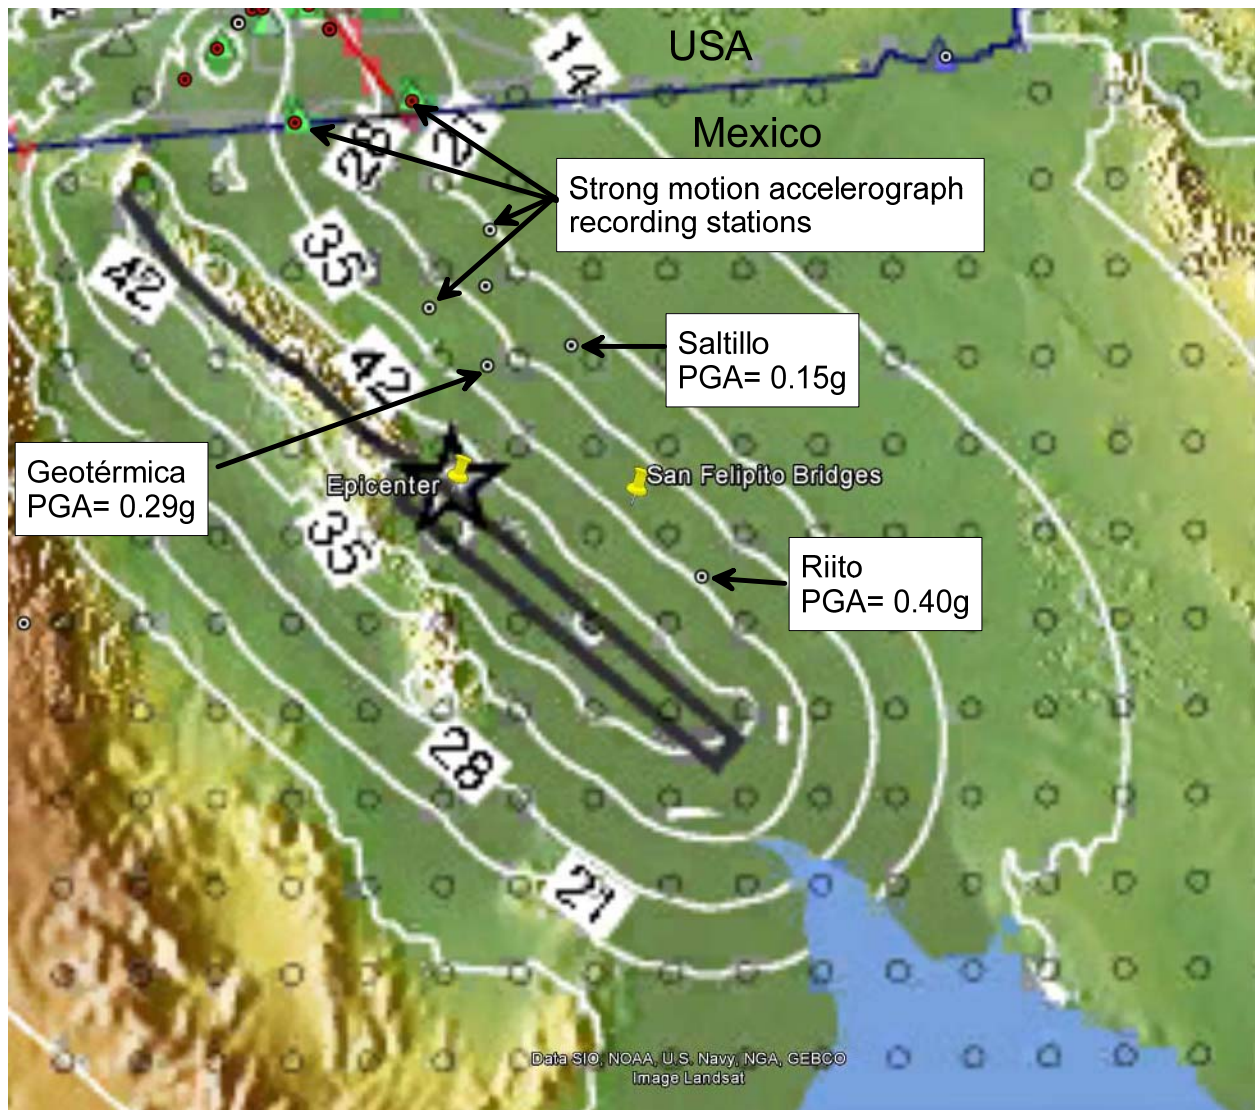 14
USA
Mexico
28
21
Strong motion accelerograph
recording stations
35
42
42
Saltillo
PGA= 0.15g
Geotérmica
PGA= 0.29g
Epicenter
San Felipito Bridges
35
Riito
PGA= 0.40g
28
21
Data SIO, NOAA, U.S. Navy, NGA, GEBCO
Image Landsat